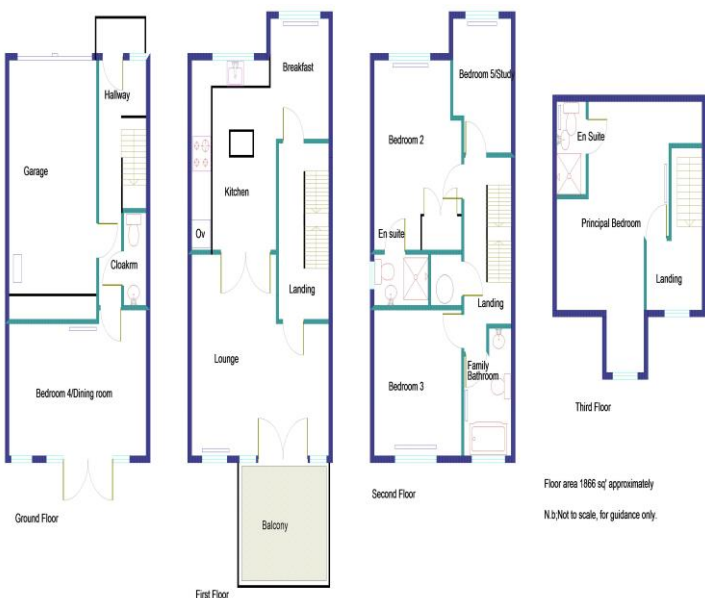 Hallway
Garage
Cloakrm
Bedroom 4/Dining room
Ground Floor
Breakfast
Kitchen
Ov
Landing
Lounge
Balcony
First Floor
Bedroom 5/Study
Bedroom 2
En suite
Landing
Bedroom 3
Family
Bathroom
Second Floor
En Suite
Principal Bedroom
Landing
Third Floor
Floor area 1866 sq' approximately
N.b;Not to scale, for guidance only.